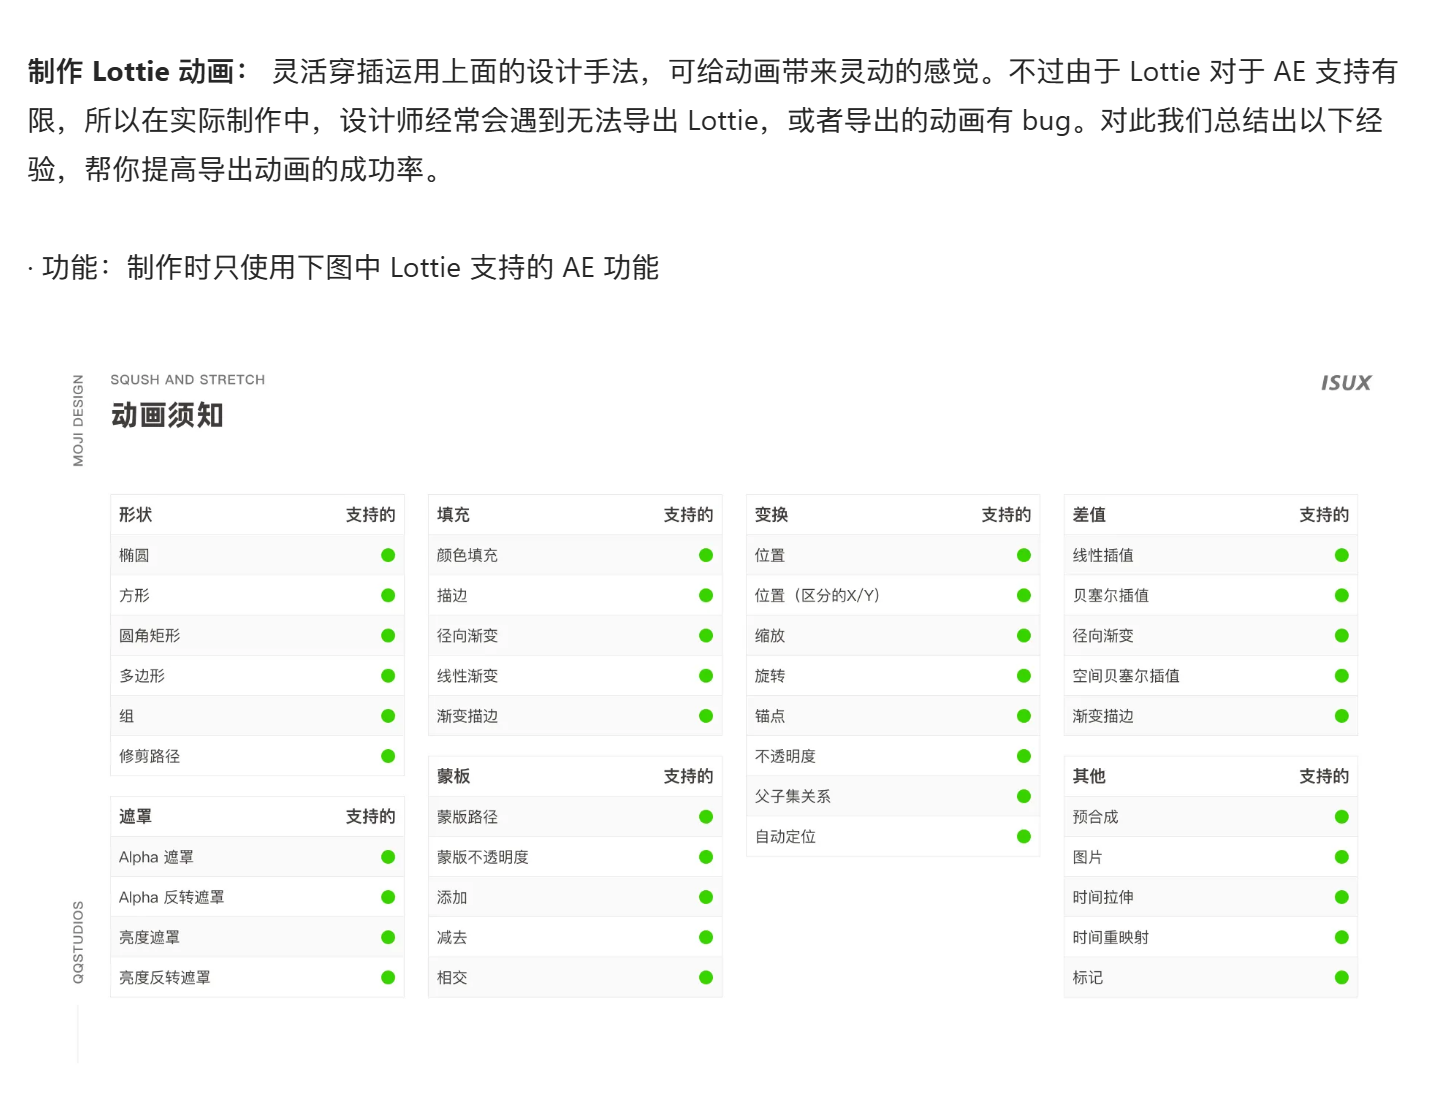 制作 Lottie 动画： 灵活穿插运用上面的设计手法，可给动画带来灵动的感觉。不过由于 Lottie 对于 AE 支持有
限，所以在实际制作中，设计师经常会遇到无法导出 Lottie，或者导出的动画有 bug。对此我们总结出以下经
验，帮你提高导出动画的成功率。
· 功能：制作时只使用下图中 Lottie 支持的 AE 功能
MOJI DESIGN
SQUSH AND STRETCH
动画须知
ISUX
形状 支持的
椭圆
方形
圆角矩形
多边形
组
修剪路径
遮罩 支持的
Alpha 遮罩
Alpha 反转遮罩
亮度遮罩
亮度反转遮罩
填充 支持的
颜色填充
描边
径向渐变
线性渐变
渐变描边
蒙板 支持的
蒙版路径
蒙版不透明度
添加
减去
相交
变换 支持的
位置
位置（区分的X/Y）
缩放
旋转
锚点
不透明度
父子集关系
自动定位
差值 支持的
线性插值
贝塞尔插值
径向渐变
空间贝塞尔插值
渐变描边
其他 支持的
预合成
图片
时间拉伸
时间重映射
标记
QQSTUDIOS